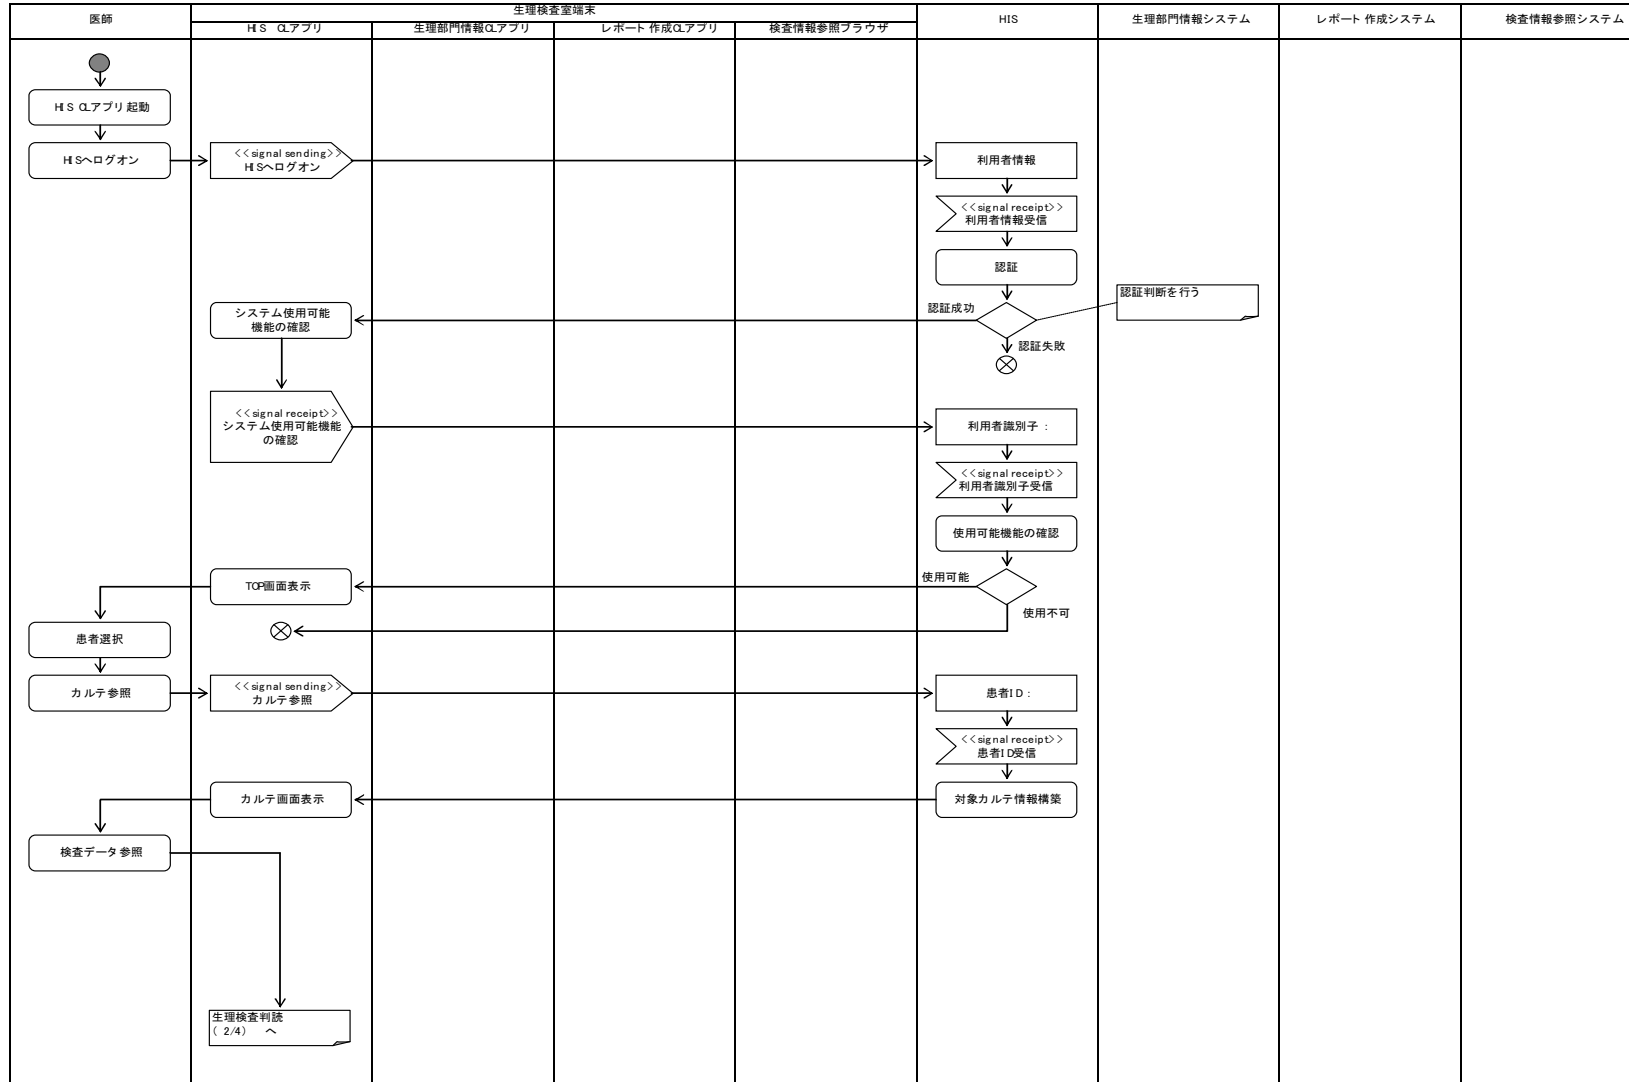 医師
生理検査室端末
HIS CLアプリ
生理部門情報CLアプリ
レポート作成CLアプリ
検査情報参照ブラウザ
HIS
生理部門情報システム
レポート作成システム
検査情報参照システム
HIS CLアプリ起動
HISへログオン
<<signal sending>>
HISへログオン
利用者情報
<<signal receipt>>
利用者情報受信
認証
認証判断を行う
認証成功
システム使用可能
機能の確認
認証失敗
<<signal receipt>>
システム使用可能機能
の確認
利用者識別子：
<<signal receipt>>
利用者識別子受信
使用可能機能の確認
使用可能
TOP画面表示
使用不可
患者選択
カルテ参照
<<signal sending>>
カルテ参照
患者ID：
<<signal receipt>>
患者ID受信
カルテ画面表示
対象カルテ情報構築
検査データ参照
生理検査判読
(2/4) へ